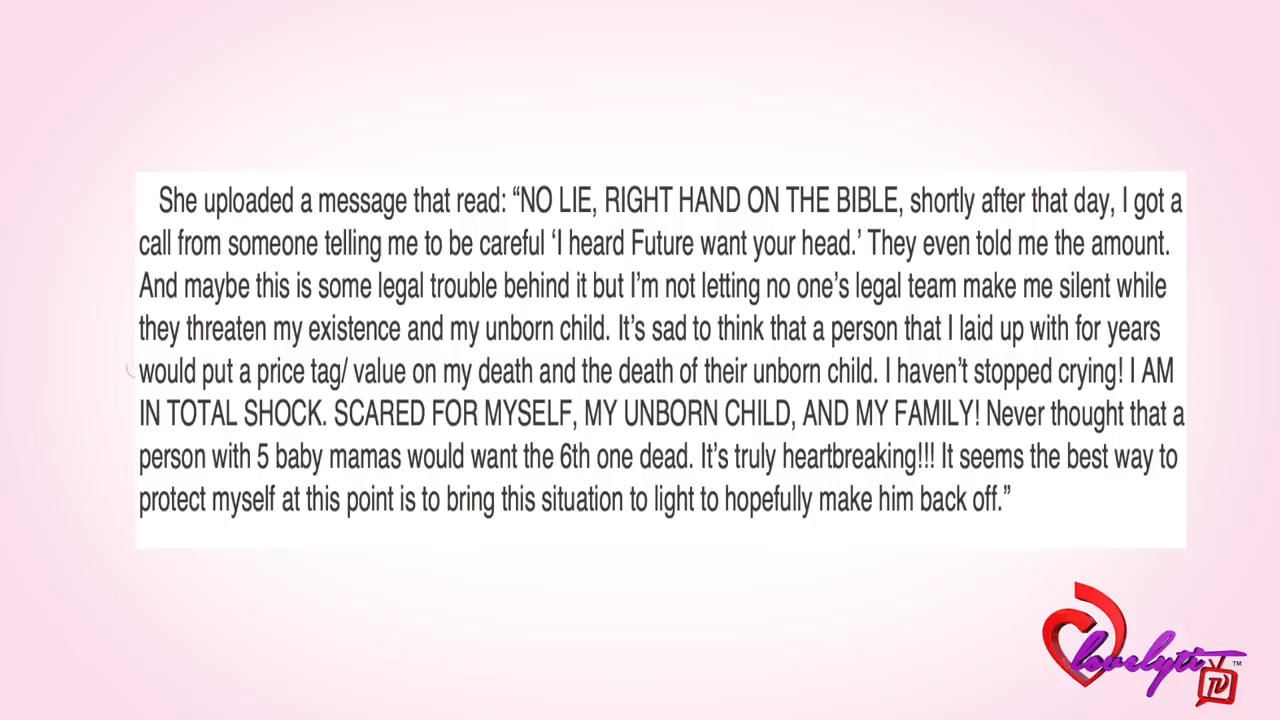 She uploaded a message that read: “NO LIE, RIGHT HAND ON THE BIBLE, shortly after that day, I got a
call from someone telling me to be careful ‘I heard Future want your head.’ They even told me the amount.
And maybe this is some legal trouble behind it but I’m not letting no one’s legal team make me silent while
they threaten my existence and my unborn child. It’s sad to think that a person that I laid up with for years
would put a price tag/ value on my death and the death of their unborn child. I haven’t stopped crying! I AM
IN TOTAL SHOCK. SCARED FOR MYSELF, MY UNBORN CHILD, AND MY FAMILY! Never thought that a
person with 5 baby mamas would want the 6th one dead. It’s truly heartbreaking!!! It seems the best way to
protect myself at this point is to bring this situation to light to hopefully make him back off.”
lovelyti ™
TV